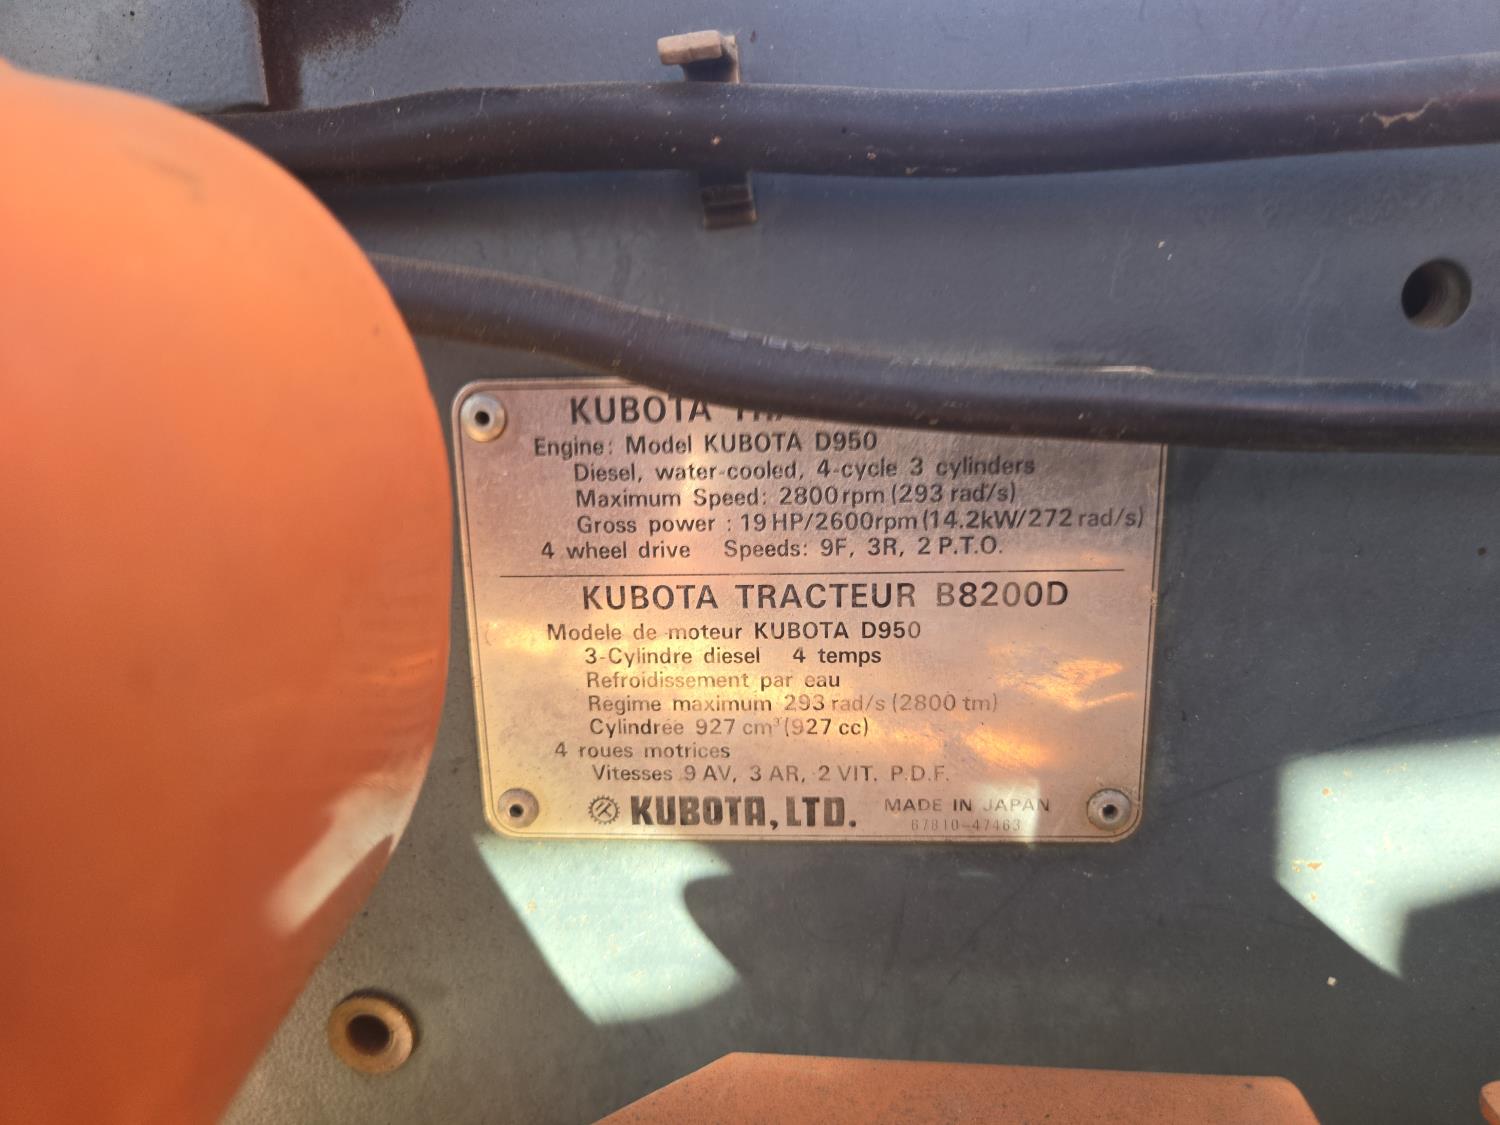 KUBOTA
Engine: Model KUBOTA D950
Diesel, water-cooled, 4-cycle 3 cylinders
Maximum Speed: 2800rpm (293 rad/s)
Gross power : 19HP/2600rpm (14.2kW/272 rad/s)
4 wheel drive Speeds: 9F, 3R, 2 P.T.O.
KUBOTA TRACTEUR B8200D
Modele de moteur KUBOTA D950
3-Cylindre diesel 4 temps
Refroidissement par eau
Regime maximum 293 rad/s (2800 tm)
Cylindree 927 cm³ (927 cc)
4 roues motrices
Vitesses 9 AV, 3 AR, 2 VIT. P.D.F.
KUBOTA, LTD. MADE IN JAPAN
67810-47463